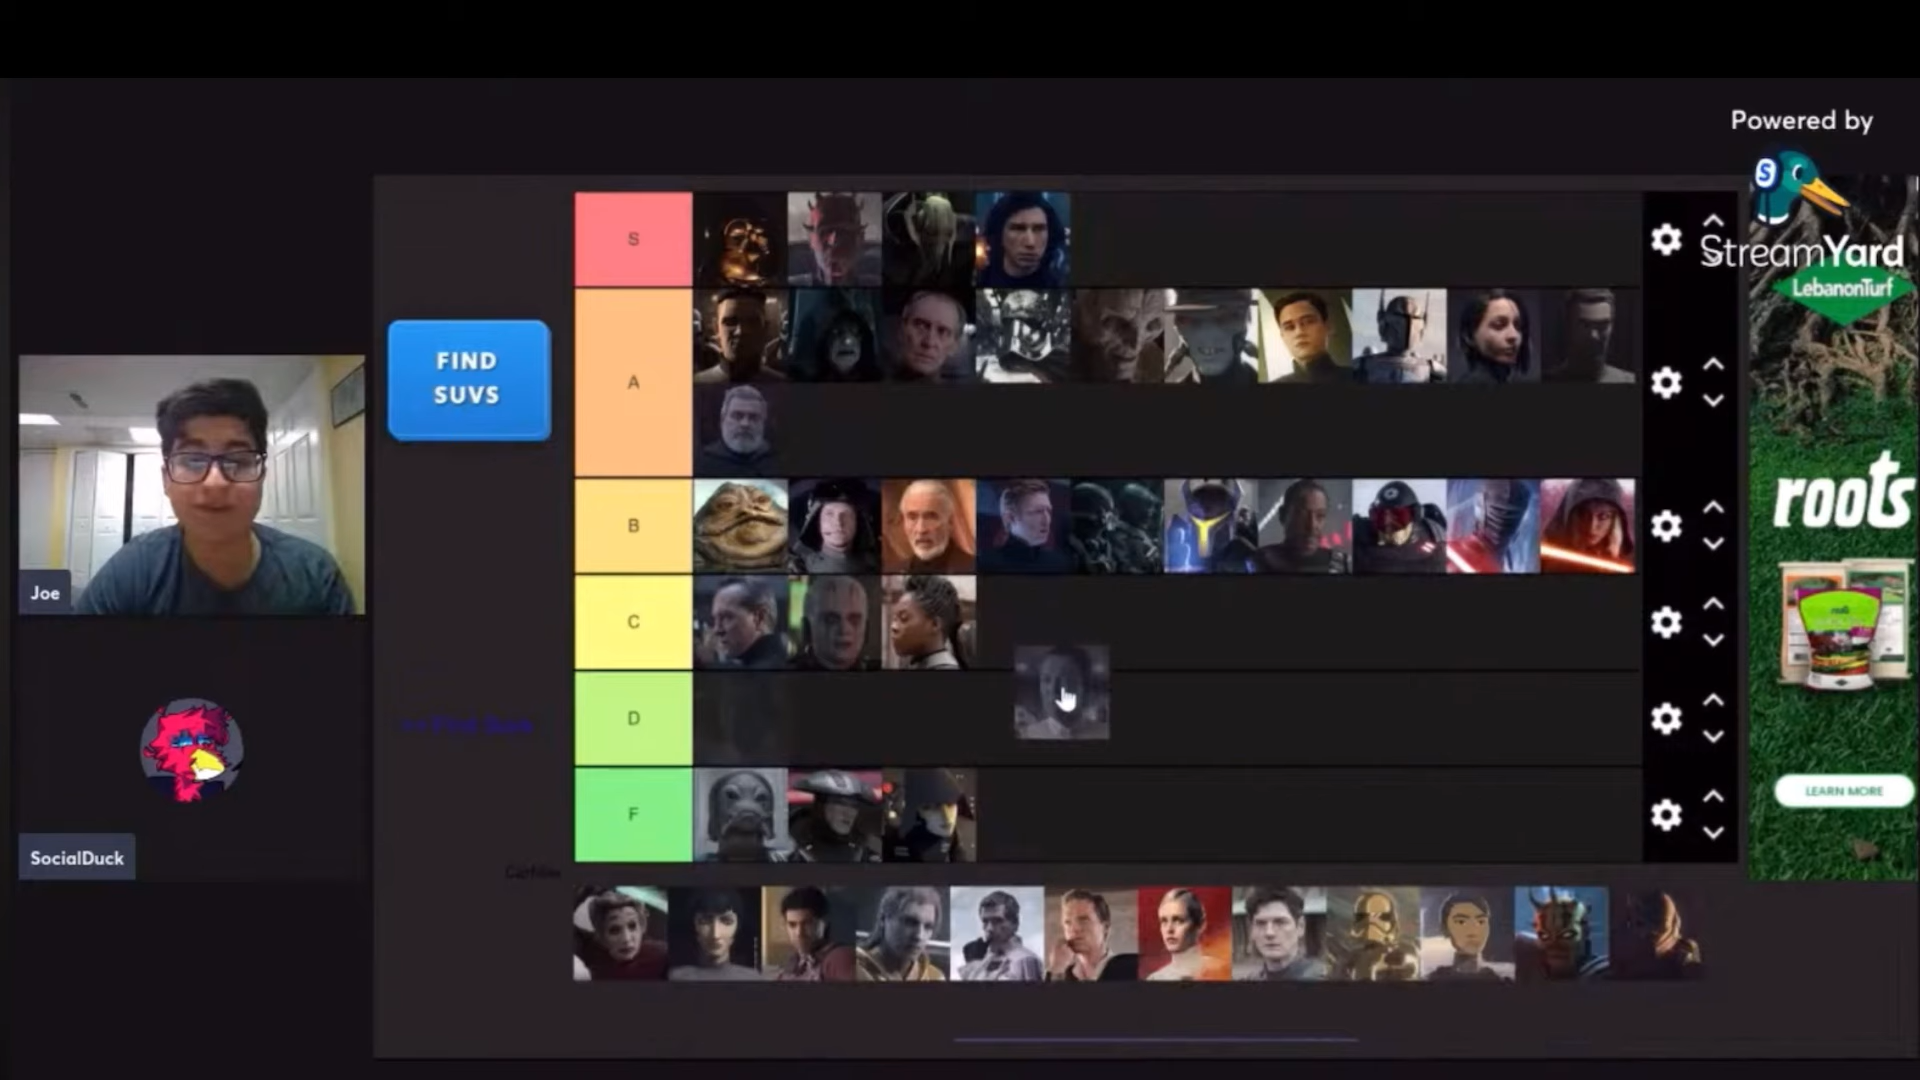 Powered by
S
StreamYard
LebanonTurf
FIND
SUVS
S
A
B
C
D
F
Joe
SocialDuck
roots
LEARN MORE